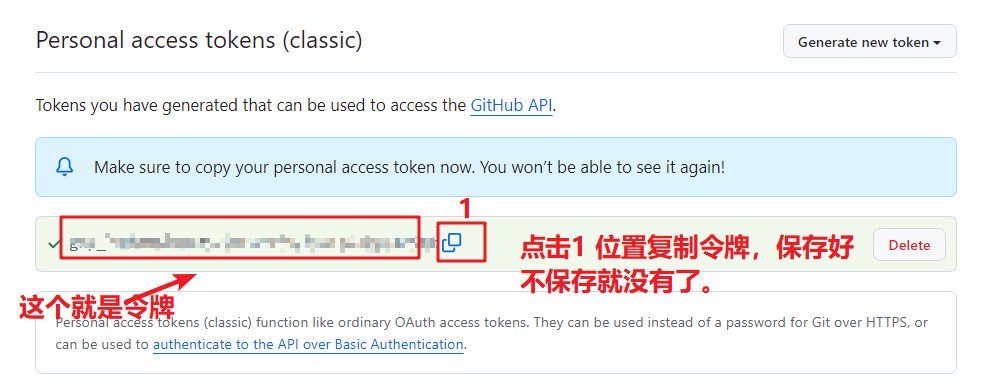 Personal access tokens (classic)
Generate new token
Tokens you have generated that can be used to access the GitHub API.
Make sure to copy your personal access token now. You won’t be able to see it again!
1
点击1 位置复制令牌，保存好
不保存就没有了。
Delete
这个就是令牌
Personal access tokens (classic) function like ordinary OAuth access tokens. They can be used instead of a password for Git over HTTPS, or
can be used to authenticate to the API over Basic Authentication.